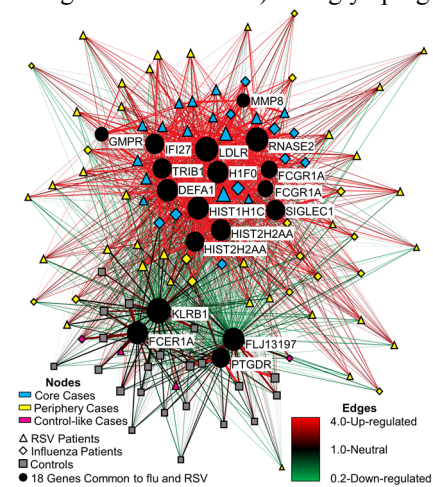 MMP8
GMPR
IFI27
LDLR
RNASE2
TRIB1
H1F0
FCGR1A
DEFA1
FCGR1A
HIST1H1C
SIGLEC1
HIST2H2AA
HIST2H2AA
KLRB1
FCER1A
FLJ13197
PTGDR
Nodes
Core Cases
Periphery Cases
Control-like Cases
RSV Patients
Influenza Patients
Controls
18 Genes Common to flu and RSV
Edges
4.0-Up-regulated
1.0-Neutral
0.2-Down-regulated